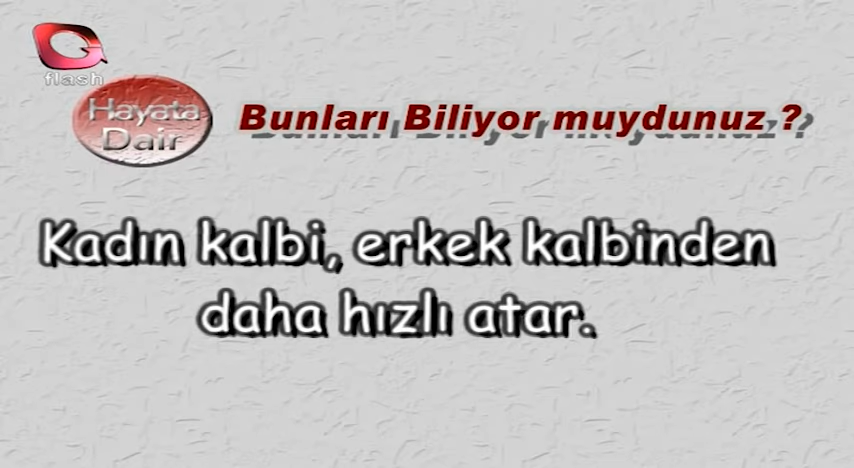 flash
Hayata
Dair
Bunları Biliyor muydunuz ?
Kadın kalbi, erkek kalbinden
daha hızlı atar.